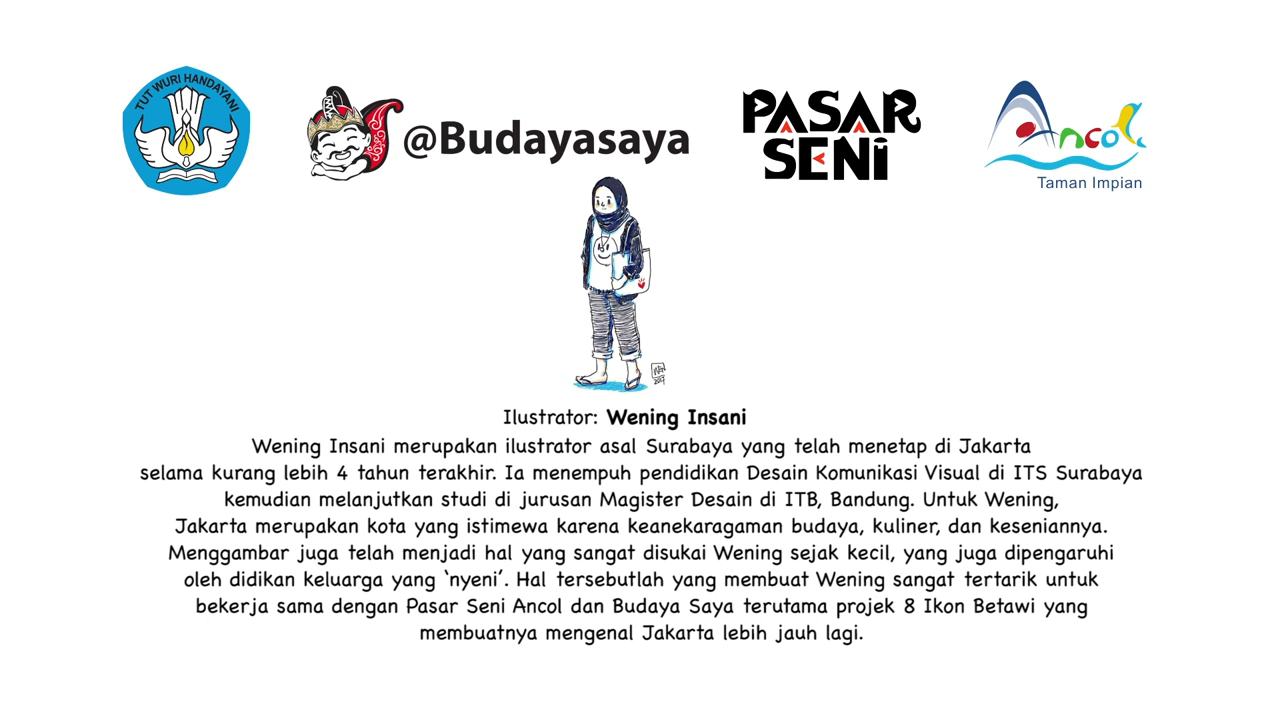 TUT WURI HANDAYANI
@Budayasaya
PASAR
SENI
Ancol
Taman Impian
Ilustrator: Wening Insani
Wening Insani merupakan ilustrator asal Surabaya yang telah menetap di Jakarta
selama kurang lebih 4 tahun terakhir. Ia menempuh pendidikan Desain Komunikasi Visual di ITS Surabaya
kemudian melanjutkan studi di jurusan Magister Desain di ITB, Bandung. Untuk Wening,
Jakarta merupakan kota yang istimewa karena keanekaragaman budaya, kuliner, dan keseniannya.
Menggambar juga telah menjadi hal yang sangat disukai Wening sejak kecil, yang juga dipengaruhi
oleh didikan keluarga yang ‘nyeni’. Hal tersebutlah yang membuat Wening sangat tertarik untuk
bekerja sama dengan Pasar Seni Ancol dan Budaya Saya terutama projek 8 Ikon Betawi yang
membuatnya mengenal Jakarta lebih jauh lagi.